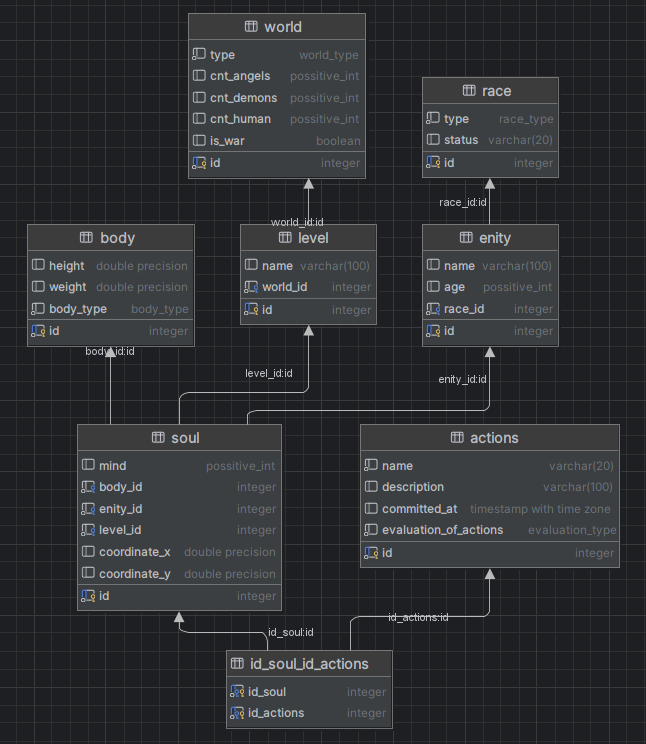 world
type world_type
cnt_angels possitive_int
cnt_demons possitive_int
cnt_human possitive_int
is_war boolean
id integer
race
type race_type
status varchar(20)
id integer
race_id:id
world_id:id
body
height double precision
weight double precision
body_type body_type
id integer
level
name varchar(100)
world_id integer
id integer
enity
name varchar(100)
age possitive_int
race_id integer
id integer
body_id:id
level_id:id
enity_id:id
soul
mind possitive_int
body_id integer
enity_id integer
level_id integer
coordinate_x double precision
coordinate_y double precision
id integer
actions
name varchar(20)
description varchar(100)
committed_at timestamp with time zone
evaluation_of_actions evaluation_type
id integer
id_soul:id
id_actions:id
id_soul_id_actions
id_soul integer
id_actions integer